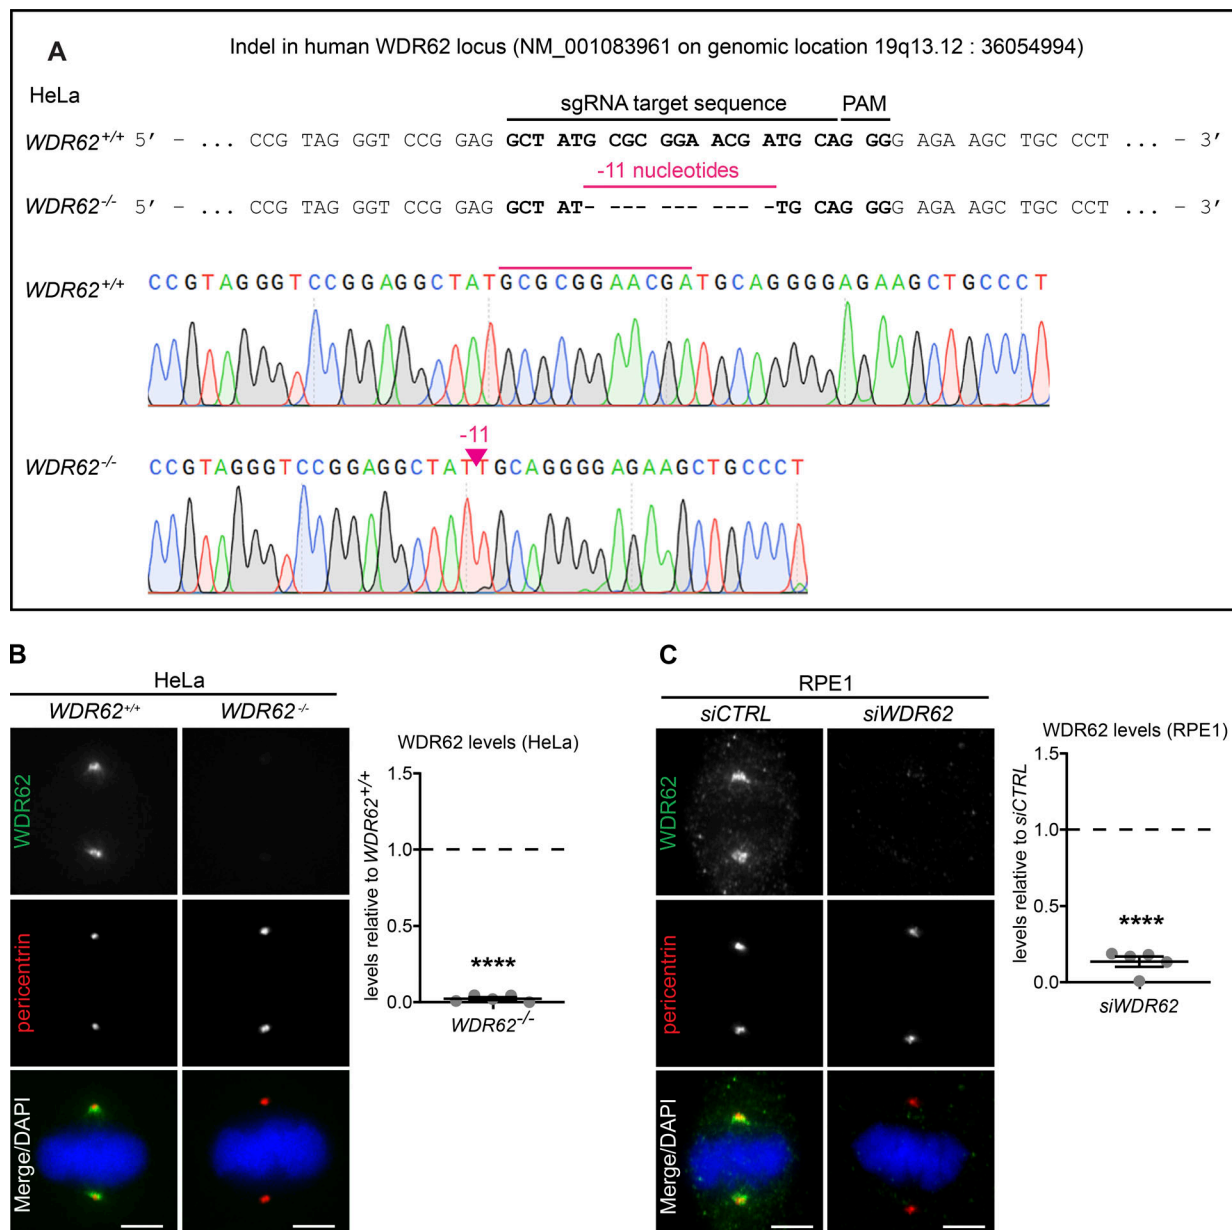 A
Indel in human WDR62 locus (NM_001083961 on genomic location 19q13.12 : 36054994)
HeLa
sgRNA target sequence PAM
WDR62+/+ 5' - ... CCG TAG GGT CCG GAG GCT ATG CGC GGA ACG ATG CAG GGG AGA AGC TGC CCT ... - 3'
-11 nucleotides
WDR62-/- 5' - ... CCG TAG GGT CCG GAG GCT AT- --- --- --- -TG CAG GGG AGA AGC TGC CCT ... - 3'
WDR62+/+ CCGTAGGGTCCGGAGGCTATGCGCGGAACGATGCAGGGGAGAAGCTGCCCT
-11
WDR62-/- CCGTAGGGTCCGGAGGCTATTGCAGGGGAGAAGCTGCCCT
B
HeLa
WDR62+/+ WDR62-/-
WDR62
pericentrin
Merge/DAPI
WDR62 levels (HeLa)
levels relative to WDR62+/+
1.5
1.0
0.5
0.0
****
WDR62-/-
C
RPE1
siCTRL siWDR62
WDR62
pericentrin
Merge/DAPI
WDR62 levels (RPE1)
levels relative to siCTRL
1.5
1.0
0.5
0.0
****
siWDR62